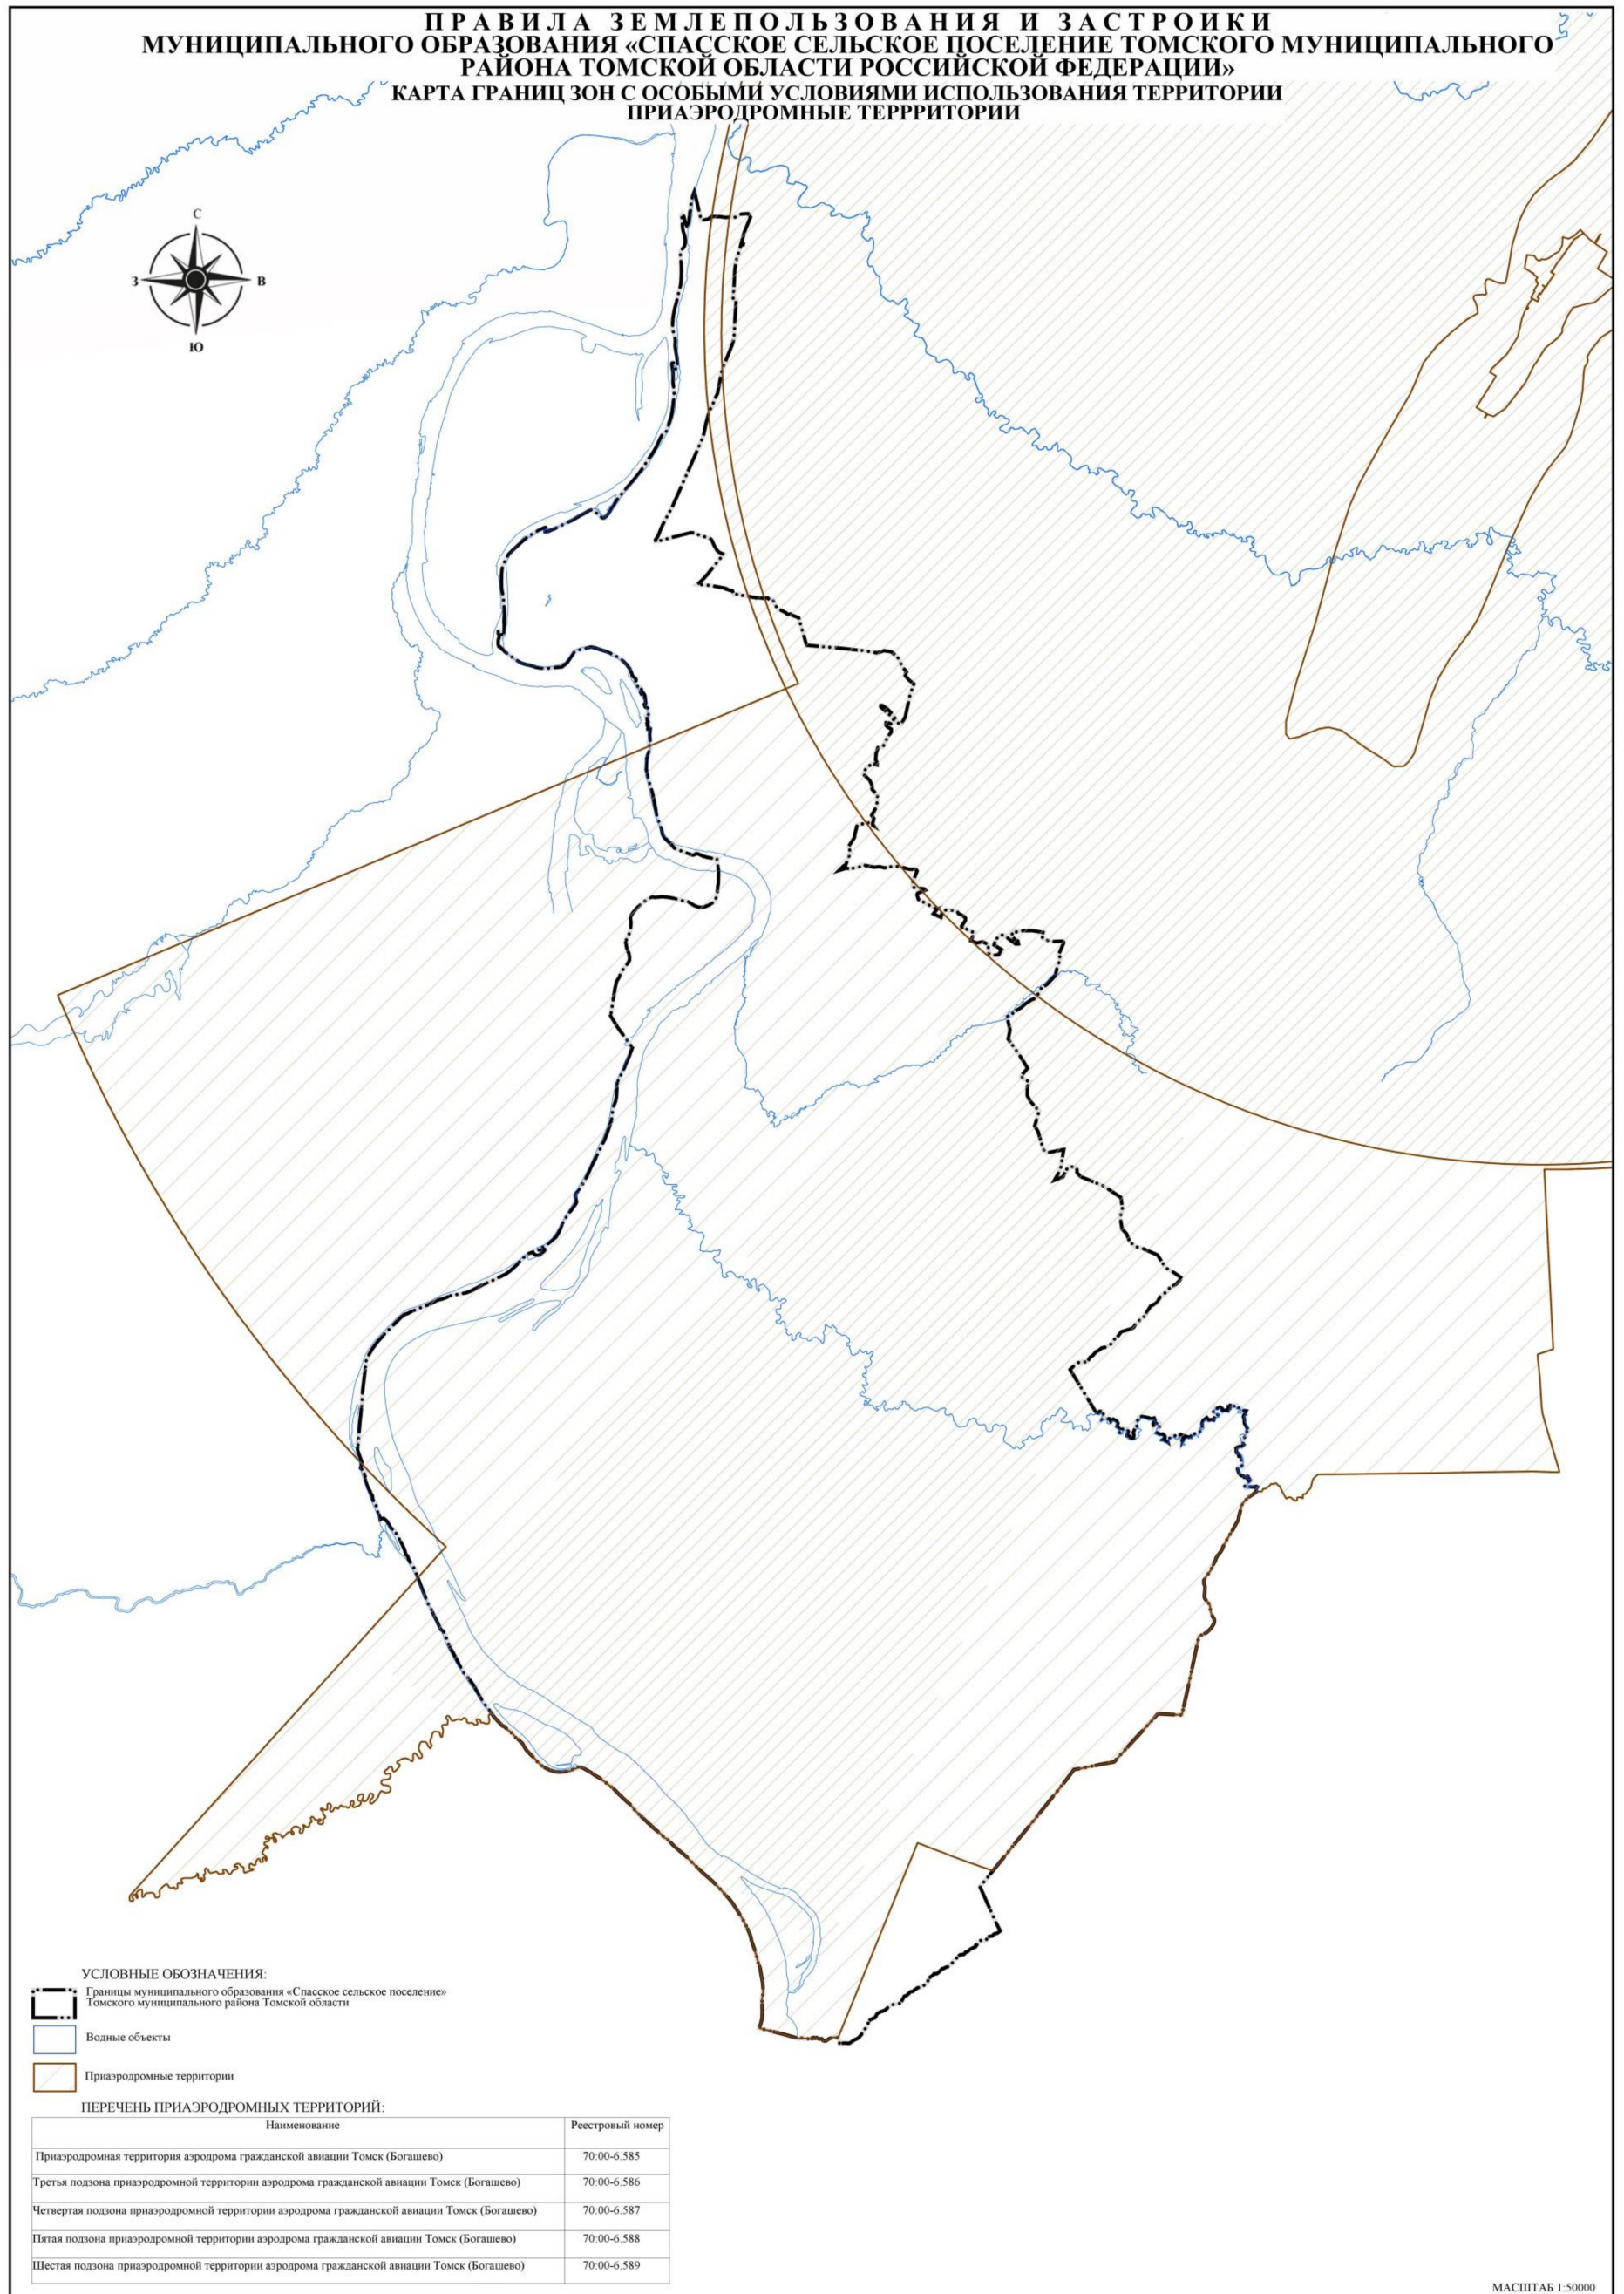 ПРАВИЛА ЗЕМЛЕПОЛЬЗОВАНИЯ И ЗАСТРОЙКИ
МУНИЦИПАЛЬНОГО ОБРАЗОВАНИЯ «СПАССКОЕ СЕЛЬСКОЕ ПОСЕЛЕНИЕ ТОМСКОГО МУНИЦИПАЛЬНОГО
РАЙОНА ТОМСКОЙ ОБЛАСТИ РОССИЙСКОЙ ФЕДЕРАЦИИ»
КАРТА ГРАНИЦ ЗОН С ОСОБЫМИ УСЛОВИЯМИ ИСПОЛЬЗОВАНИЯ ТЕРРИТОРИИ
ПРИАЭРОДРОМНЫЕ ТЕРРРИТОРИИ
С
З
В
Ю
УСЛОВНЫЕ ОБОЗНАЧЕНИЯ:
Границы муниципального образования «Спасское сельское поселение»
Томского муниципального района Томской области
Водные объекты
Приаэродромные территории
ПЕРЕЧЕНЬ ПРИАЭРОДРОМНЫХ ТЕРРИТОРИЙ:
Наименование Реестровый номер
Приаэродромная территория аэродрома гражданской авиации Томск (Богашево) 70:00-6.585
Третья подзона приаэродромной территории аэродрома гражданской авиации Томск (Богашево) 70:00-6.586
Четвертая подзона приаэродромной территории аэродрома гражданской авиации Томск (Богашево) 70:00-6.587
Пятая подзона приаэродромной территории аэродрома гражданской авиации Томск (Богашево) 70:00-6.588
Шестая подзона приаэродромной территории аэродрома гражданской авиации Томск (Богашево) 70:00-6.589
МАСШТАБ 1:50000